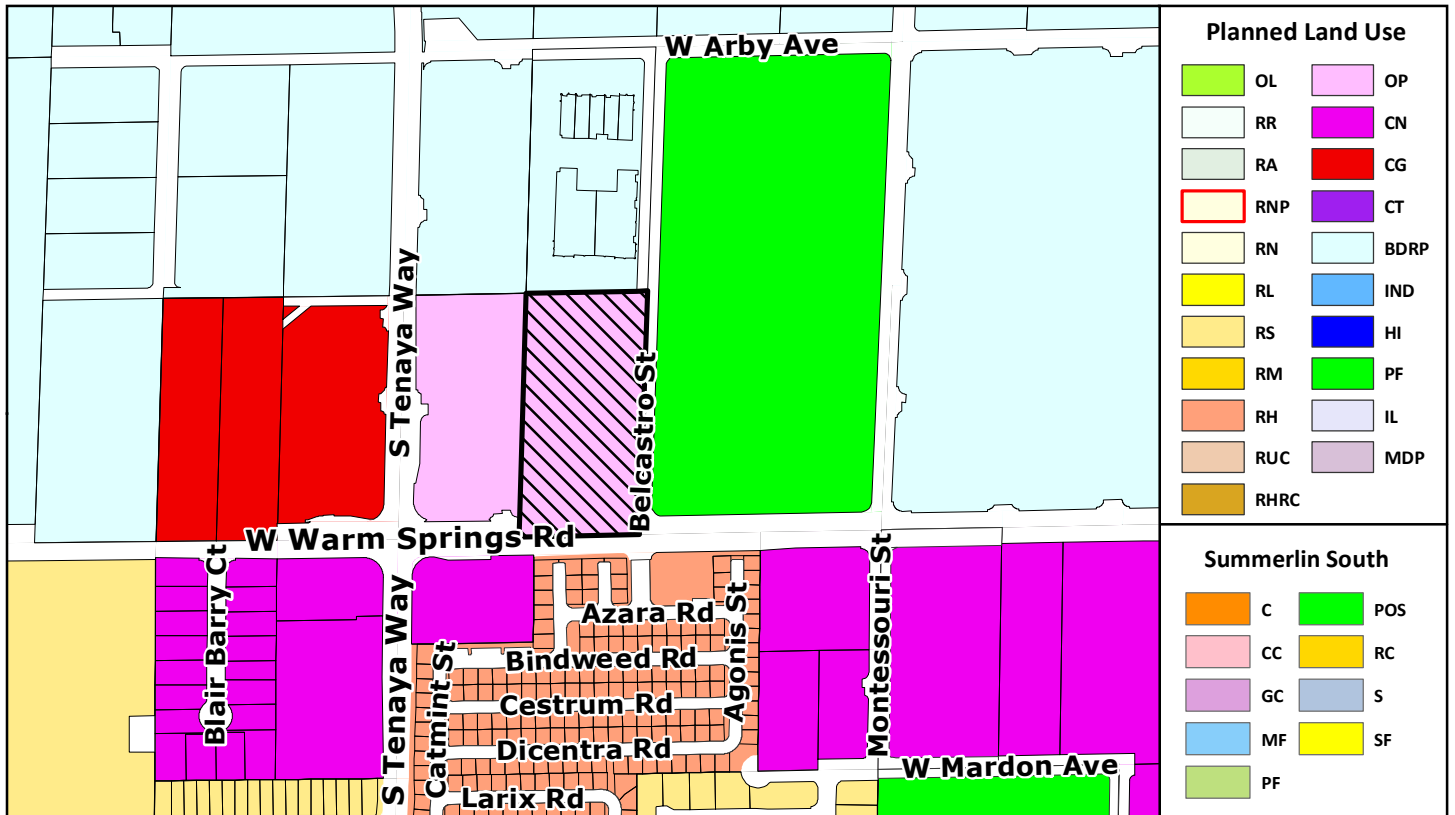 W Arby Ave
S Tenaya Way
Belcastro St
W Warm Springs Rd
Blair Barry Ct
S Tenaya Way
Catmint St
Azara Rd
Bindweed Rd
Cestrum Rd
Dicentra Rd
Larix Rd
Agonis St
Montessouri St
W Mardon Ave
Planned Land Use
OL OP
RR CN
RA CG
RNP CT
RN BDRP
RL IND
RS HI
RM PF
RH IL
RUC MDP
RHRC
Summerlin South
C POS
CC RC
GC S
MF SF
PF